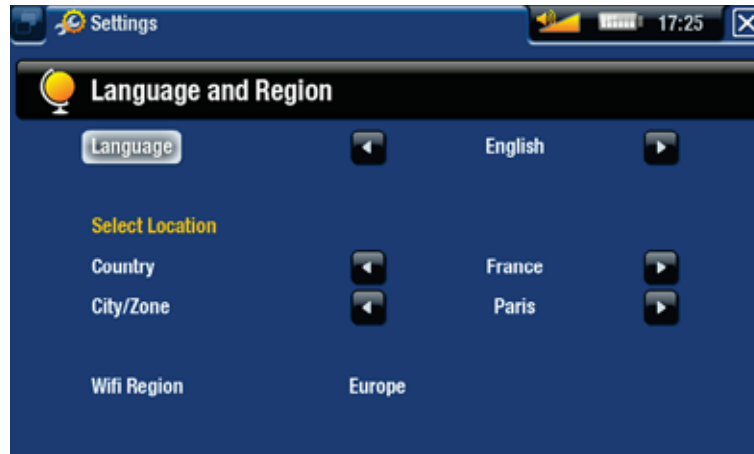 Settings 17:25
Language and Region
Language English
Select Location
Country France
City/Zone Paris
Wifi Region Europe